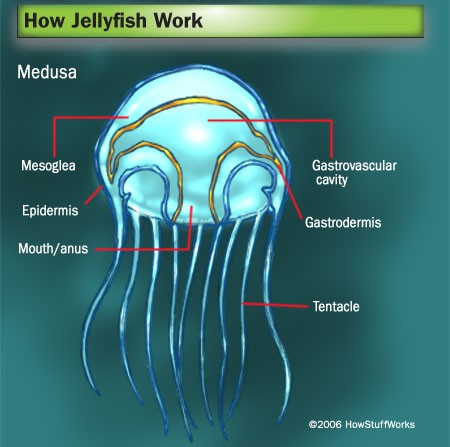 How Jellyfish Work
Medusa
Mesoglea
Gastrovascular
cavity
Epidermis
Gastrodermis
Mouth/anus
Tentacle
©2006 HowStuffWorks